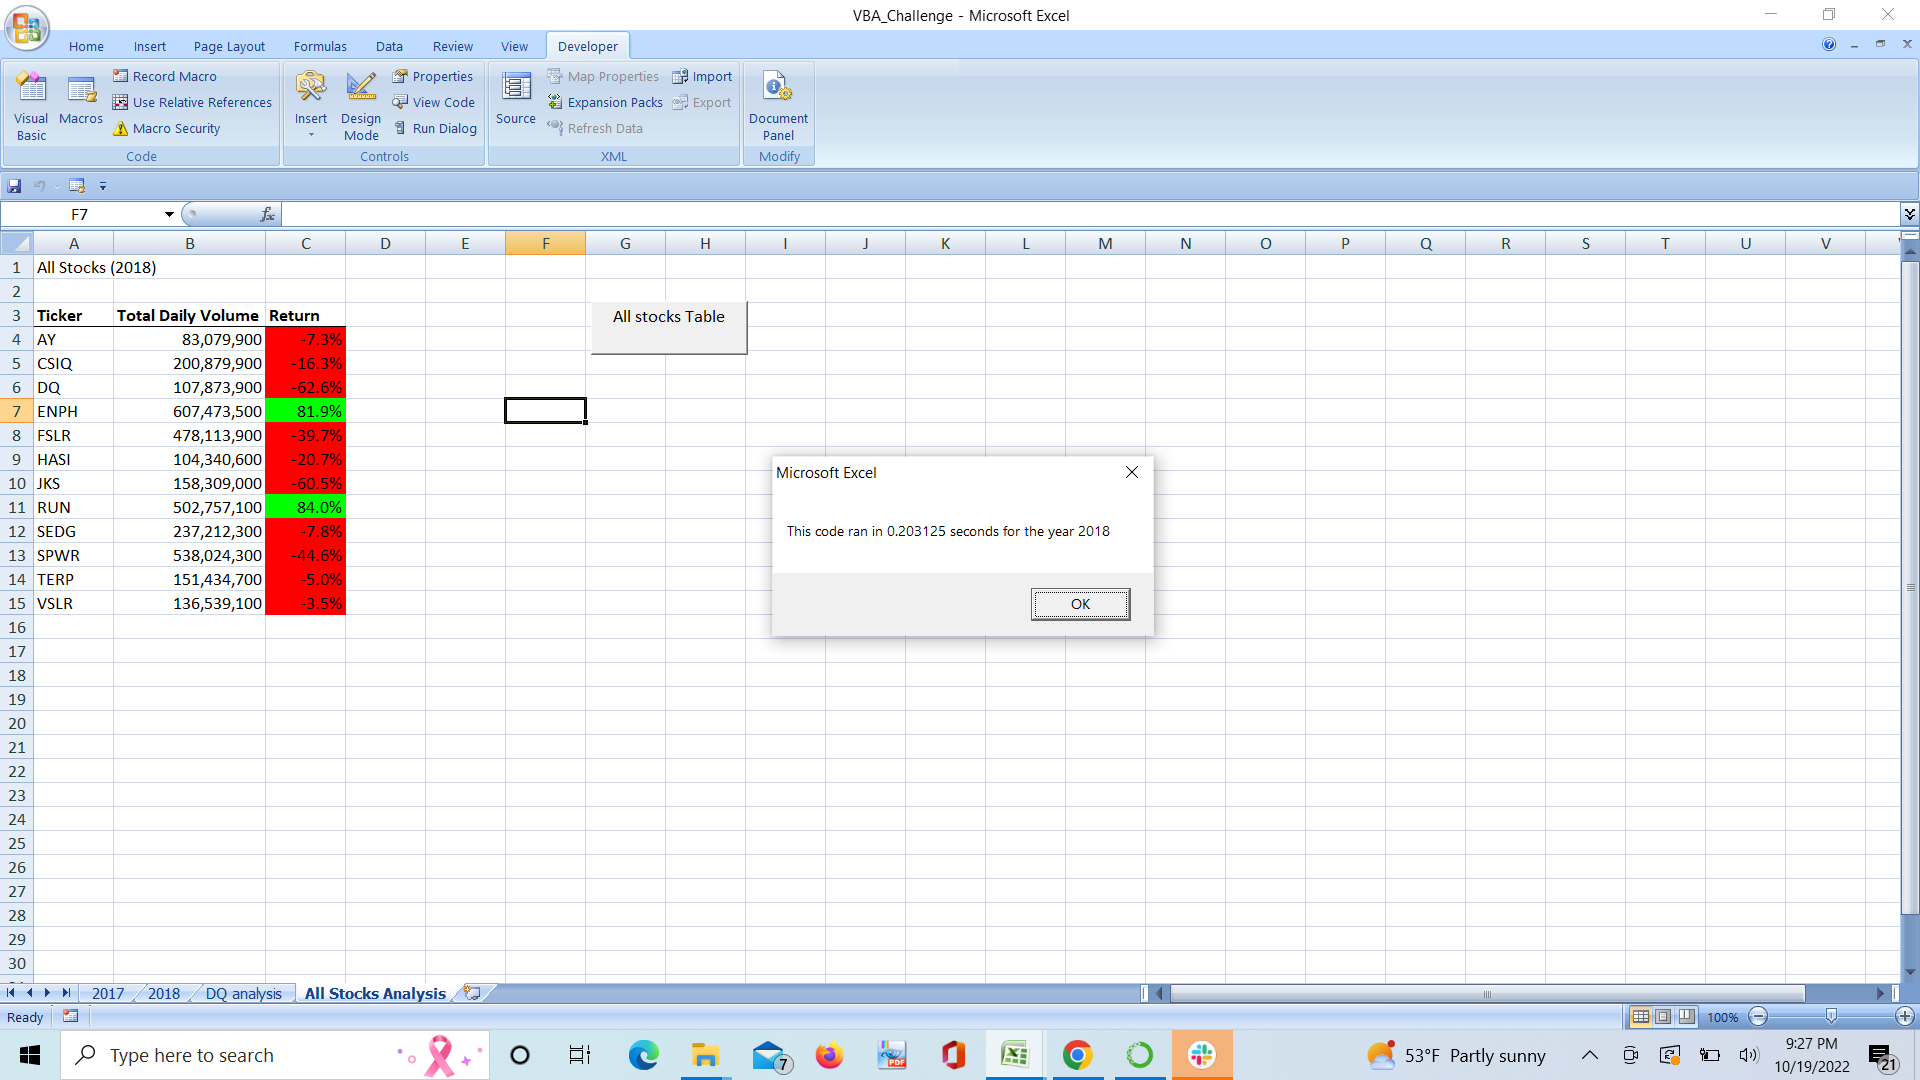 VBA_Challenge - Microsoft Excel
Home Insert Page Layout Formulas Data Review View Developer
Visual Basic
Macros
Record Macro
Use Relative References
Macro Security
Code
Insert
Design Mode
Properties
View Code
Run Dialog
Controls
Source
Map Properties
Expansion Packs
Refresh Data
Import
Export
XML
Document Panel
Modify
F7 fx
A B C D E F G H I J K L M N O P Q R S T U V
1 All Stocks (2018)
2
3 Ticker Total Daily Volume Return
4 AY 83,079,900 -7.3%
5 CSIQ 200,879,900 -16.3%
6 DQ 107,873,900 -62.6%
7 ENPH 607,473,500 81.9%
8 FSLR 478,113,900 -39.7%
9 HASI 104,340,600 -20.7%
10 JKS 158,309,000 -60.5%
11 RUN 502,757,100 84.0%
12 SEDG 237,212,300 -7.8%
13 SPWR 538,024,300 -44.6%
14 TERP 151,434,700 -5.0%
15 VSLR 136,539,100 -3.5%
16
17
18
19
20
21
22
23
24
25
26
27
28
29
30
All stocks Table
Microsoft Excel
This code ran in 0.203125 seconds for the year 2018
OK
2017 2018 DQ analysis All Stocks Analysis
Ready 100%
Type here to search
7
PDF
53°F Partly sunny
9:27 PM
10/19/2022
21